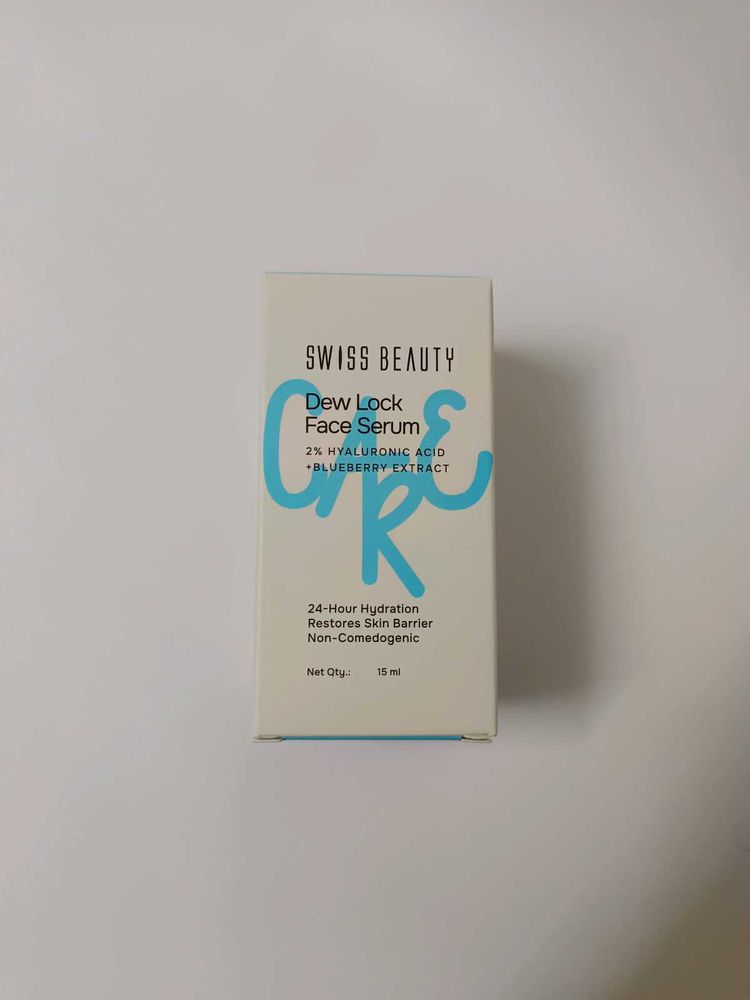 SWISS BEAUTY
CARE
Dew Lock
Face Serum
2% HYALURONIC ACID
+BLUEBERRY EXTRACT
24-Hour Hydration
Restores Skin Barrier
Non-Comedogenic
Net Qty.: 15 ml